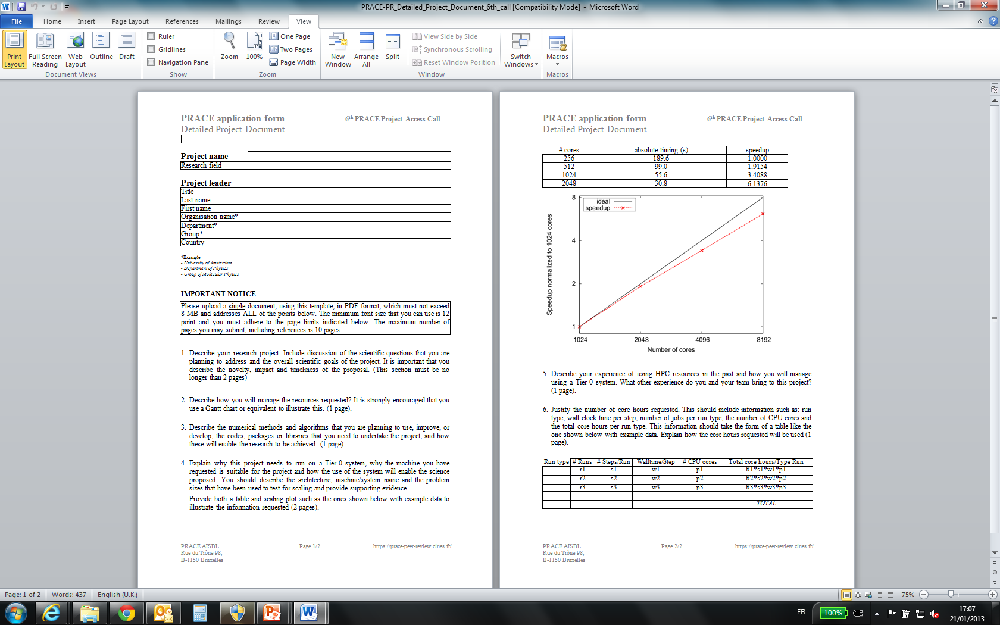 PRACE-PR_Detailed_Project_Document_6th_call [Compatibility Mode] - Microsoft Word
File Home Insert Page Layout References Mailings Review View
Print Layout
Full Screen Reading
Web Layout
Outline
Draft
Document Views
Ruler
Gridlines
Navigation Pane
Show
Zoom
100
100%
One Page
Two Pages
Page Width
Zoom
New Window
Arrange All
Split
View Side by Side
Synchronous Scrolling
Reset Window Position
Window
Switch Windows
Macros
Macros
PRACE application form 6th PRACE Project Access Call
Detailed Project Document
Project name
Research field
Project leader
Title
Last name
First name
Organisation name*
Department*
Group*
Country
*Example
- University of Amsterdam
- Department of Physics
- Group of Molecular Physics
IMPORTANT NOTICE
Please upload a single document, using this template, in PDF format, which must not exceed
8 MB and addresses ALL of the points below. The minimum font size that you can use is 12
point and you must adhere to the page limits indicated below. The maximum number of
pages you may submit, including references is 10 pages.
1. Describe your research project. Include discussion of the scientific questions that you are
planning to address and the overall scientific goals of the project. It is important that you
describe the novelty, impact and timeliness of the proposal. (This section must be no
longer than 2 pages)
2. Describe how you will manage the resources requested? It is strongly encouraged that you
use a Gantt chart or equivalent to illustrate this. (1 page).
3. Describe the numerical methods and algorithms that you are planning to use, improve, or
develop, the codes, packages or libraries that you need to undertake the project, and how
these will enable the research to be achieved. (1 page)
4. Explain why this project needs to run on a Tier-0 system, why the machine you have
requested is suitable for the project and how the use of the system will enable the science
proposed. You should describe the architecture, machine/system name and the problem
sizes that have been used to test for scaling and provide supporting evidence.
Provide both a table and scaling plot such as the ones shown below with example data to
illustrate the information requested (2 pages).
PRACE AISBL Page 1/2 https://prace-peer-review.cines.fr/
Rue du Trône 98,
B-1150 Bruxelles
PRACE application form 6th PRACE Project Access Call
Detailed Project Document
# cores absolute timing (s) speedup
256 189.6 1.0000
512 99.0 1.9154
1024 55.6 3.4088
2048 30.8 6.1376
ideal
speedup
Speedup normalized to 1024 cores
8
4
2
1
1024 2048 4096 8192
Number of cores
5. Describe your experience of using HPC resources in the past and how you will manage
using a Tier-0 system. What other experience do you and your team bring to this project?
(1 page).
6. Justify the number of core hours requested. This should include information such as: run
type, wall clock time per step, number of jobs per run type, the number of CPU cores and
the total core hours per run type. This information should take the form of a table like the
one shown below with example data. Explain how the core hours requested will be used (1
page).
Run type # Runs # Steps/Run Walltime/Step # CPU cores Total core hours/Type Run
r1 s1 w1 p1 R1*s1*w1*p1
r2 s2 w2 p2 R2*s2*w2*p2
... r3 s3 w3 p3 R3*s3*w3*p3
...
TOTAL
PRACE AISBL Page 2/2 https://prace-peer-review.cines.fr/
Rue du Trône 98,
B-1150 Bruxelles
Page: 1 of 2 Words: 437 English (U.K.) 75%
FR 100% 17:07
21/01/2013